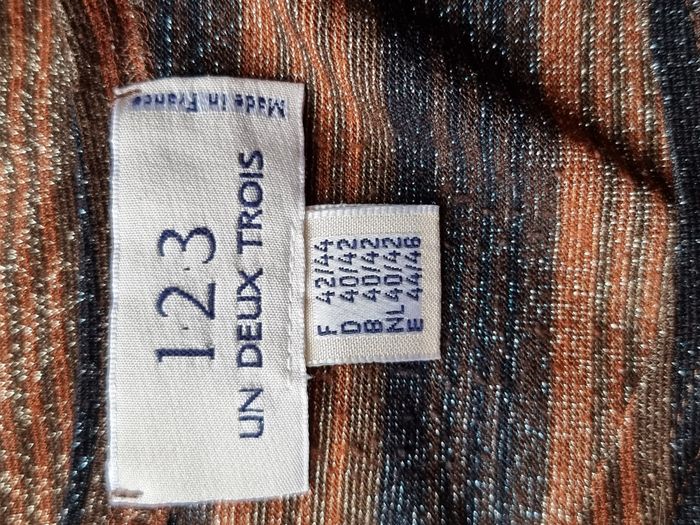 1.2.3
UN DEUX TROIS
Made in France
F 42/44
D 40/42
B 40/42
NL 40/42
E 44/46